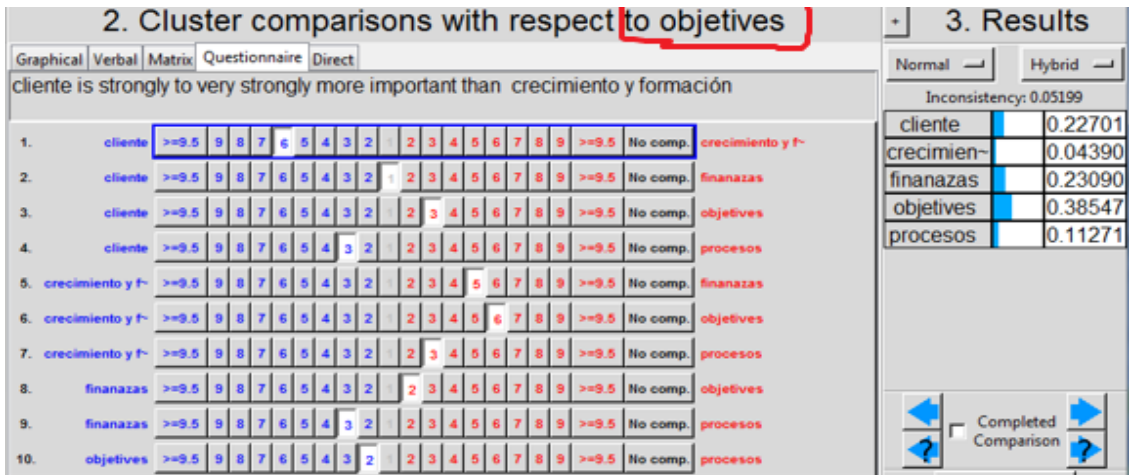 2. Cluster comparisons with respect to objetives
Graphical Verbal Matrix Questionnaire Direct
cliente is strongly to very strongly more important than crecimiento y formación
1. cliente >=9.5 9 8 7 6 5 4 3 2 1 2 3 4 5 6 7 8 9 >=9.5 No comp. crecimiento y f~
2. cliente >=9.5 9 8 7 6 5 4 3 2 1 2 3 4 5 6 7 8 9 >=9.5 No comp. finanazas
3. cliente >=9.5 9 8 7 6 5 4 3 2 1 2 3 4 5 6 7 8 9 >=9.5 No comp. objetives
4. cliente >=9.5 9 8 7 6 5 4 3 2 1 2 3 4 5 6 7 8 9 >=9.5 No comp. procesos
5. crecimiento y f~ >=9.5 9 8 7 6 5 4 3 2 1 2 3 4 5 6 7 8 9 >=9.5 No comp. finanazas
6. crecimiento y f~ >=9.5 9 8 7 6 5 4 3 2 1 2 3 4 5 6 7 8 9 >=9.5 No comp. objetives
7. crecimiento y f~ >=9.5 9 8 7 6 5 4 3 2 1 2 3 4 5 6 7 8 9 >=9.5 No comp. procesos
8. finanazas >=9.5 9 8 7 6 5 4 3 2 1 2 3 4 5 6 7 8 9 >=9.5 No comp. objetives
9. finanazas >=9.5 9 8 7 6 5 4 3 2 1 2 3 4 5 6 7 8 9 >=9.5 No comp. procesos
10. objetives >=9.5 9 8 7 6 5 4 3 2 1 2 3 4 5 6 7 8 9 >=9.5 No comp. procesos
+ 3. Results
Normal Hybrid
Inconsistency: 0.05199
cliente 0.22701
crecimien~ 0.04390
finanazas 0.23090
objetives 0.38547
procesos 0.11271
Completed
Comparison
? ?